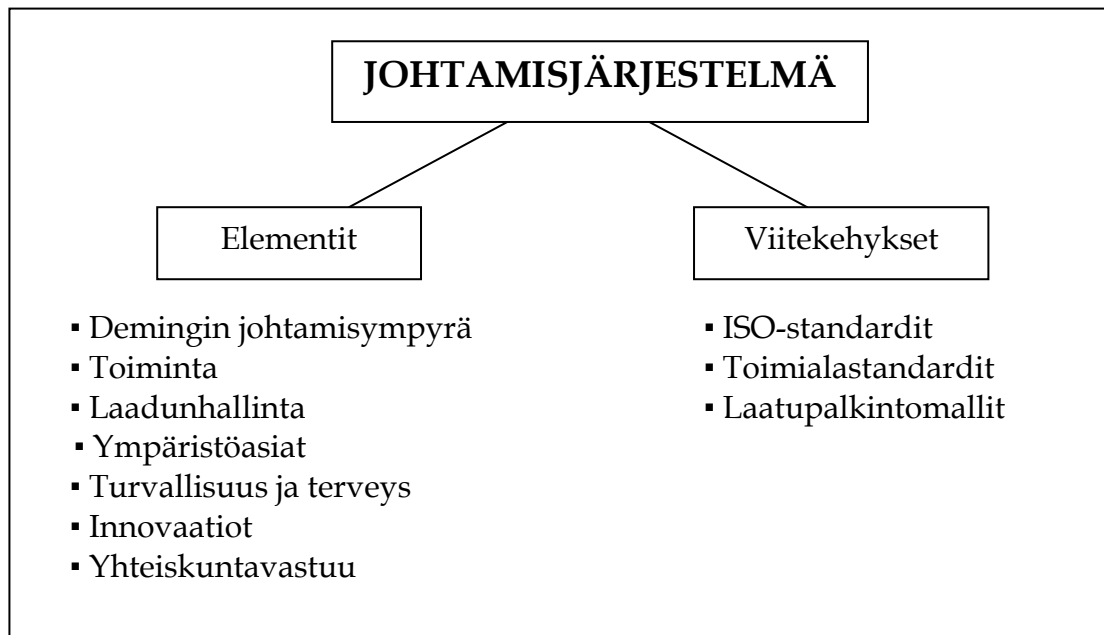 JOHTAMISJÄRJESTELMÄ
Elementit
▪ Demingin johtamisympyrä
▪ Toiminta
▪ Laadunhallinta
▪ Ympäristöasiat
▪ Turvallisuus ja terveys
▪ Innovaatiot
▪ Yhteiskuntavastuu
Viitekehykset
▪ ISO-standardit
▪ Toimialastandardit
▪ Laatupalkintomallit